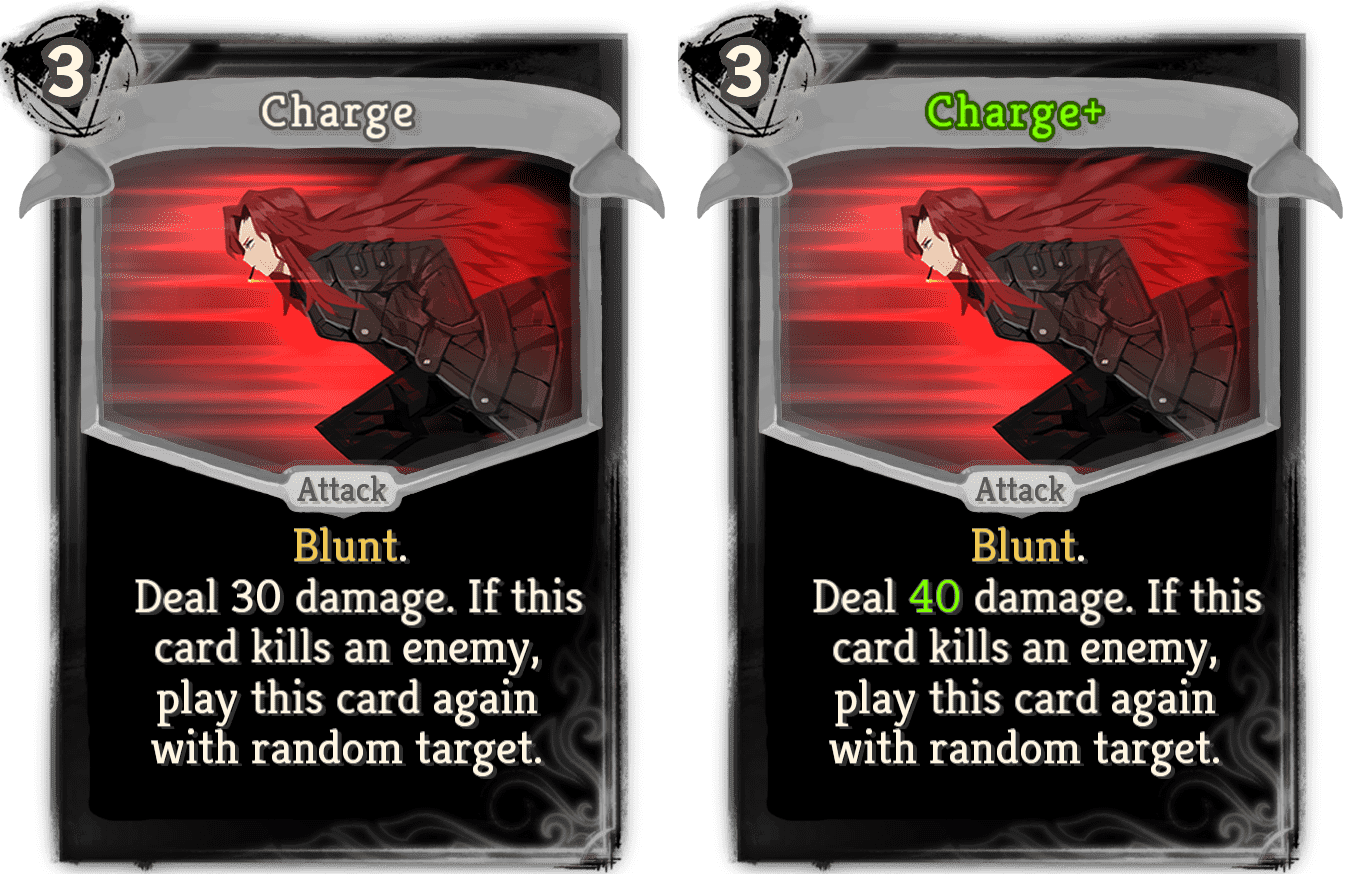 3
Charge
Attack
Blunt.
Deal 30 damage. If this
card kills an enemy,
play this card again
with random target.
3
Charge+
Attack
Blunt.
Deal 40 damage. If this
card kills an enemy,
play this card again
with random target.